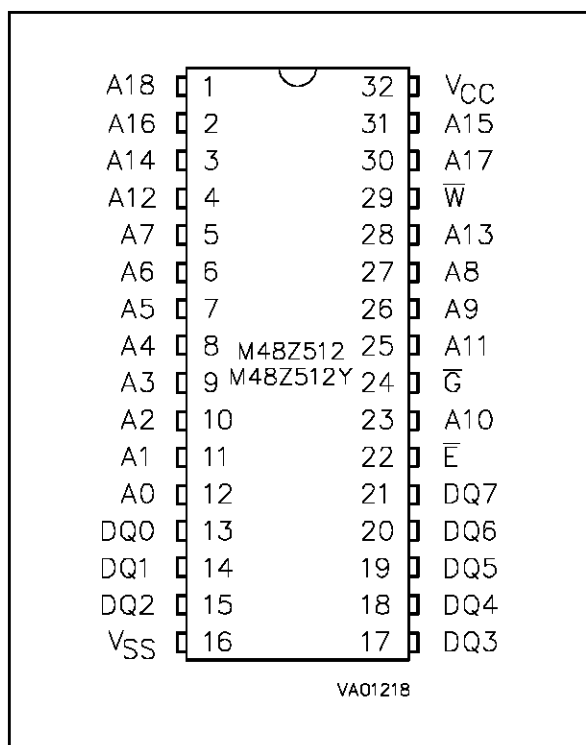 A18 1 32 V_CC
A16 2 31 A15
A14 3 30 A17
A12 4 29 W̅
A7 5 28 A13
A6 6 27 A8
A5 7 26 A9
A4 8 M48Z512 25 A11
A3 9 M48Z512Y 24 G̅
A2 10 23 A10
A1 11 22 E̅
A0 12 21 DQ7
DQ0 13 20 DQ6
DQ1 14 19 DQ5
DQ2 15 18 DQ4
V_SS 16 17 DQ3
VA01218